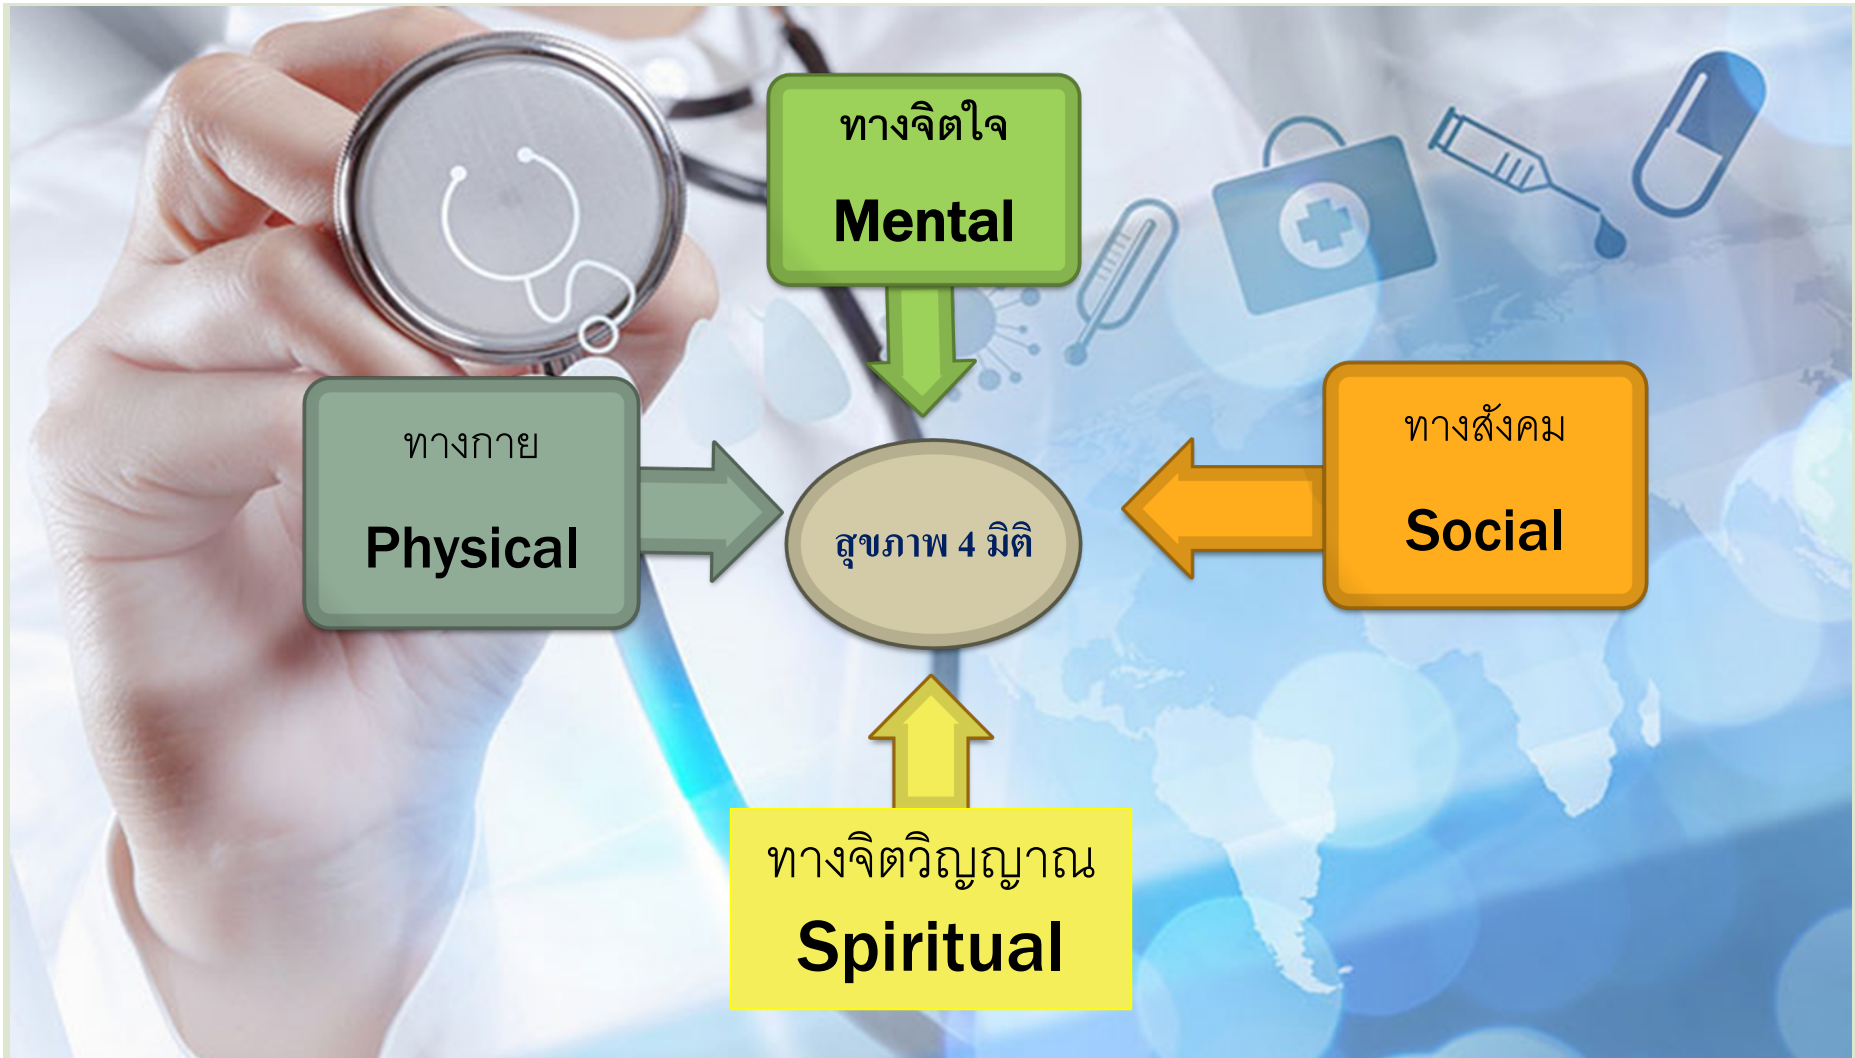 ทางจิตใจ
Mental
ทางกาย
Physical
สุขภาพ 4 มิติ
ทางสังคม
Social
ทางจิตวิญญาณ
Spiritual